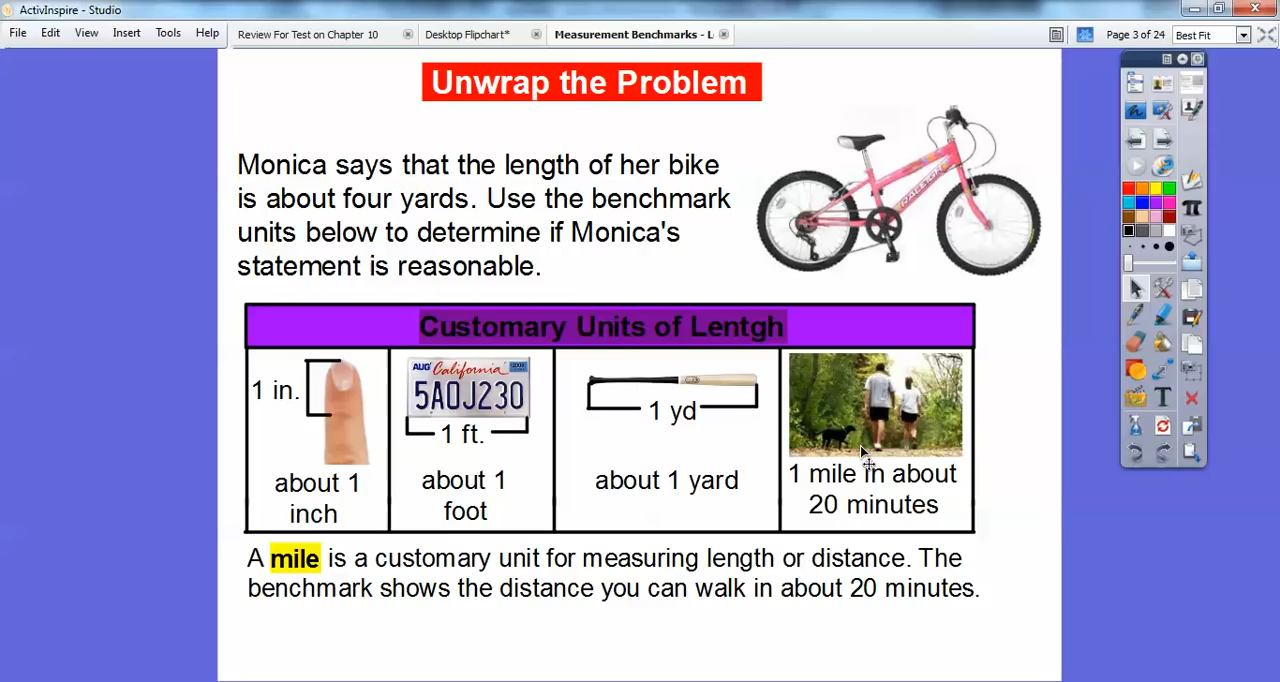 ActivInspire - Studio
File Edit View Insert Tools Help Review For Test on Chapter 10 Desktop Flipchart* Measurement Benchmarks - L Page 3 of 24 Best Fit
Unwrap the Problem
Monica says that the length of her bike
is about four yards. Use the benchmark
units below to determine if Monica's
statement is reasonable.
RALEIGH
Customary Units of Lentgh
1 in.
about 1
inch
AUG California
5A0J230
1 ft.
about 1
foot
1 yd
about 1 yard
1 mile in about
20 minutes
A mile is a customary unit for measuring length or distance. The
benchmark shows the distance you can walk in about 20 minutes.